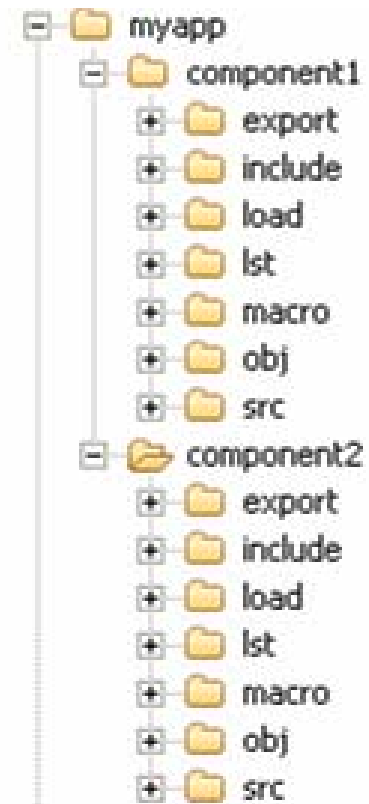 myapp
component1
export
include
load
lst
macro
obj
src
component2
export
include
load
lst
macro
obj
src